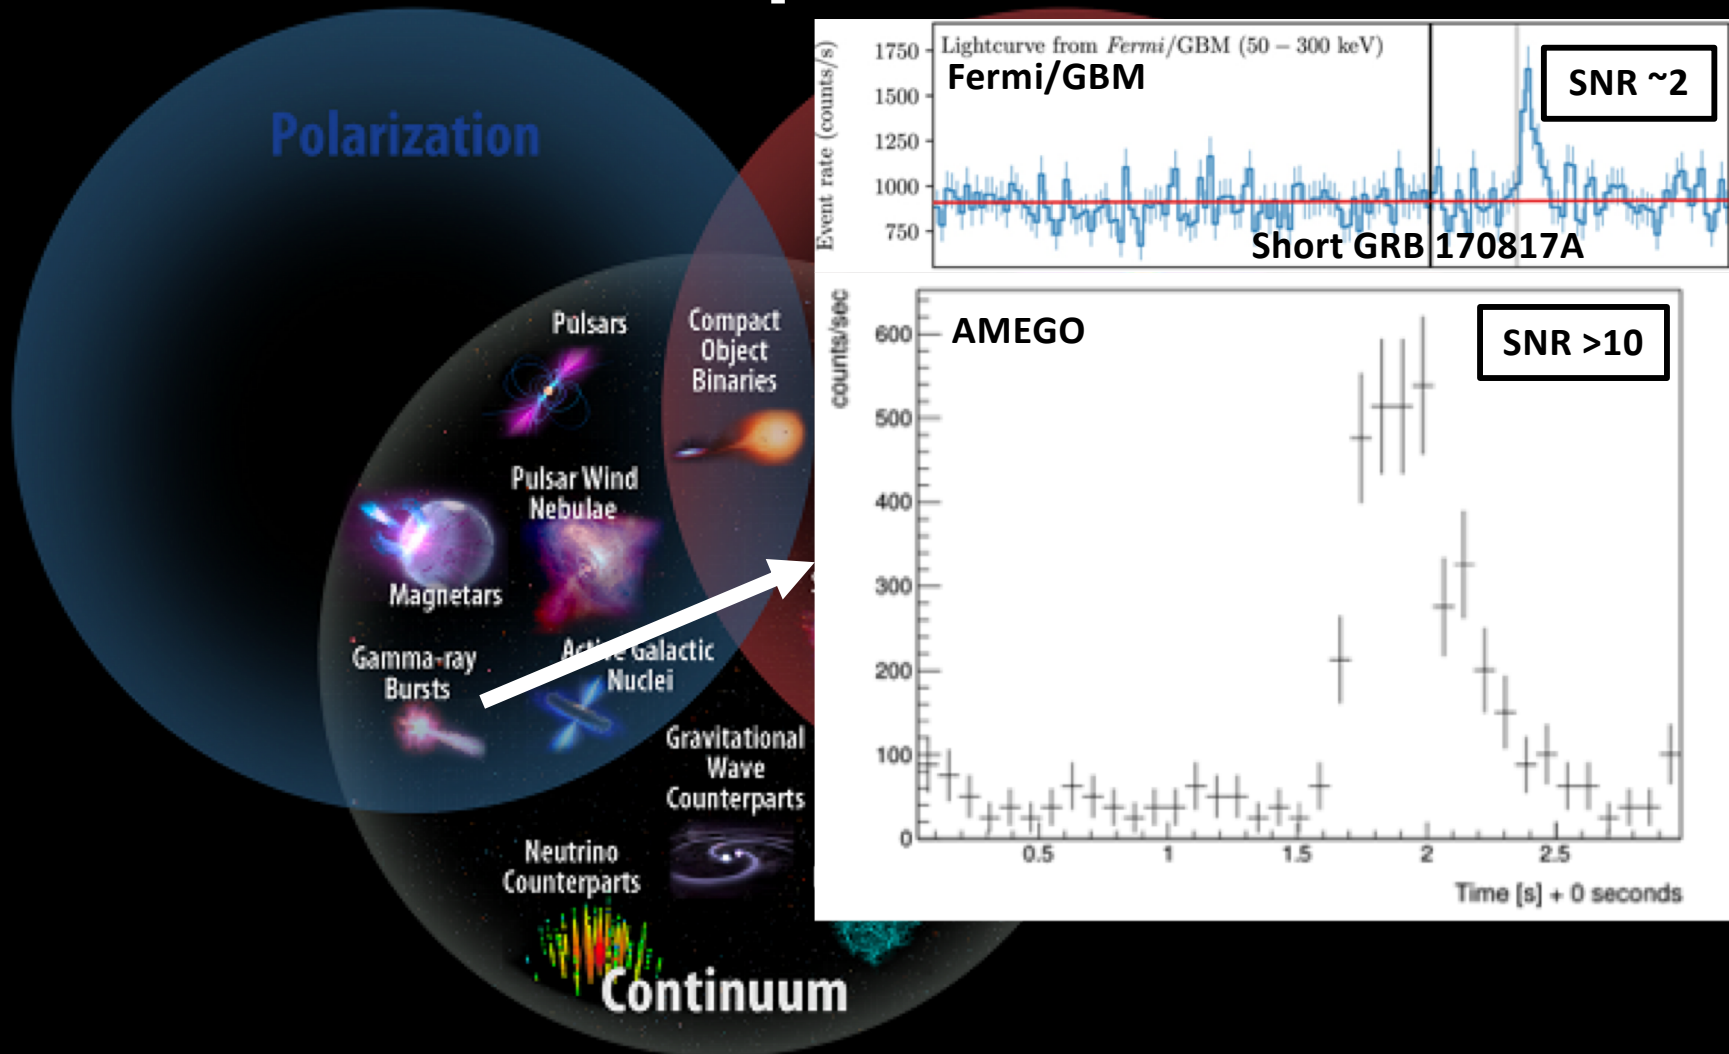 Polarization
Pulsars
Compact
Object
Binaries
Pulsar Wind
Nebulae
Magnetars
Gamma-ray
Bursts
Active Galactic
Nuclei
Gravitational
Wave
Counterparts
Neutrino
Counterparts
Continuum
Lightcurve from Fermi/GBM (50 – 300 keV)
Fermi/GBM
SNR ~2
Event rate (counts/s)
1750
1500
1250
1000
750
Short GRB 170817A
AMEGO
SNR >10
counts/sec
600
500
400
300
200
100
0
0.5
1
1.5
2
2.5
Time [s] + 0 seconds